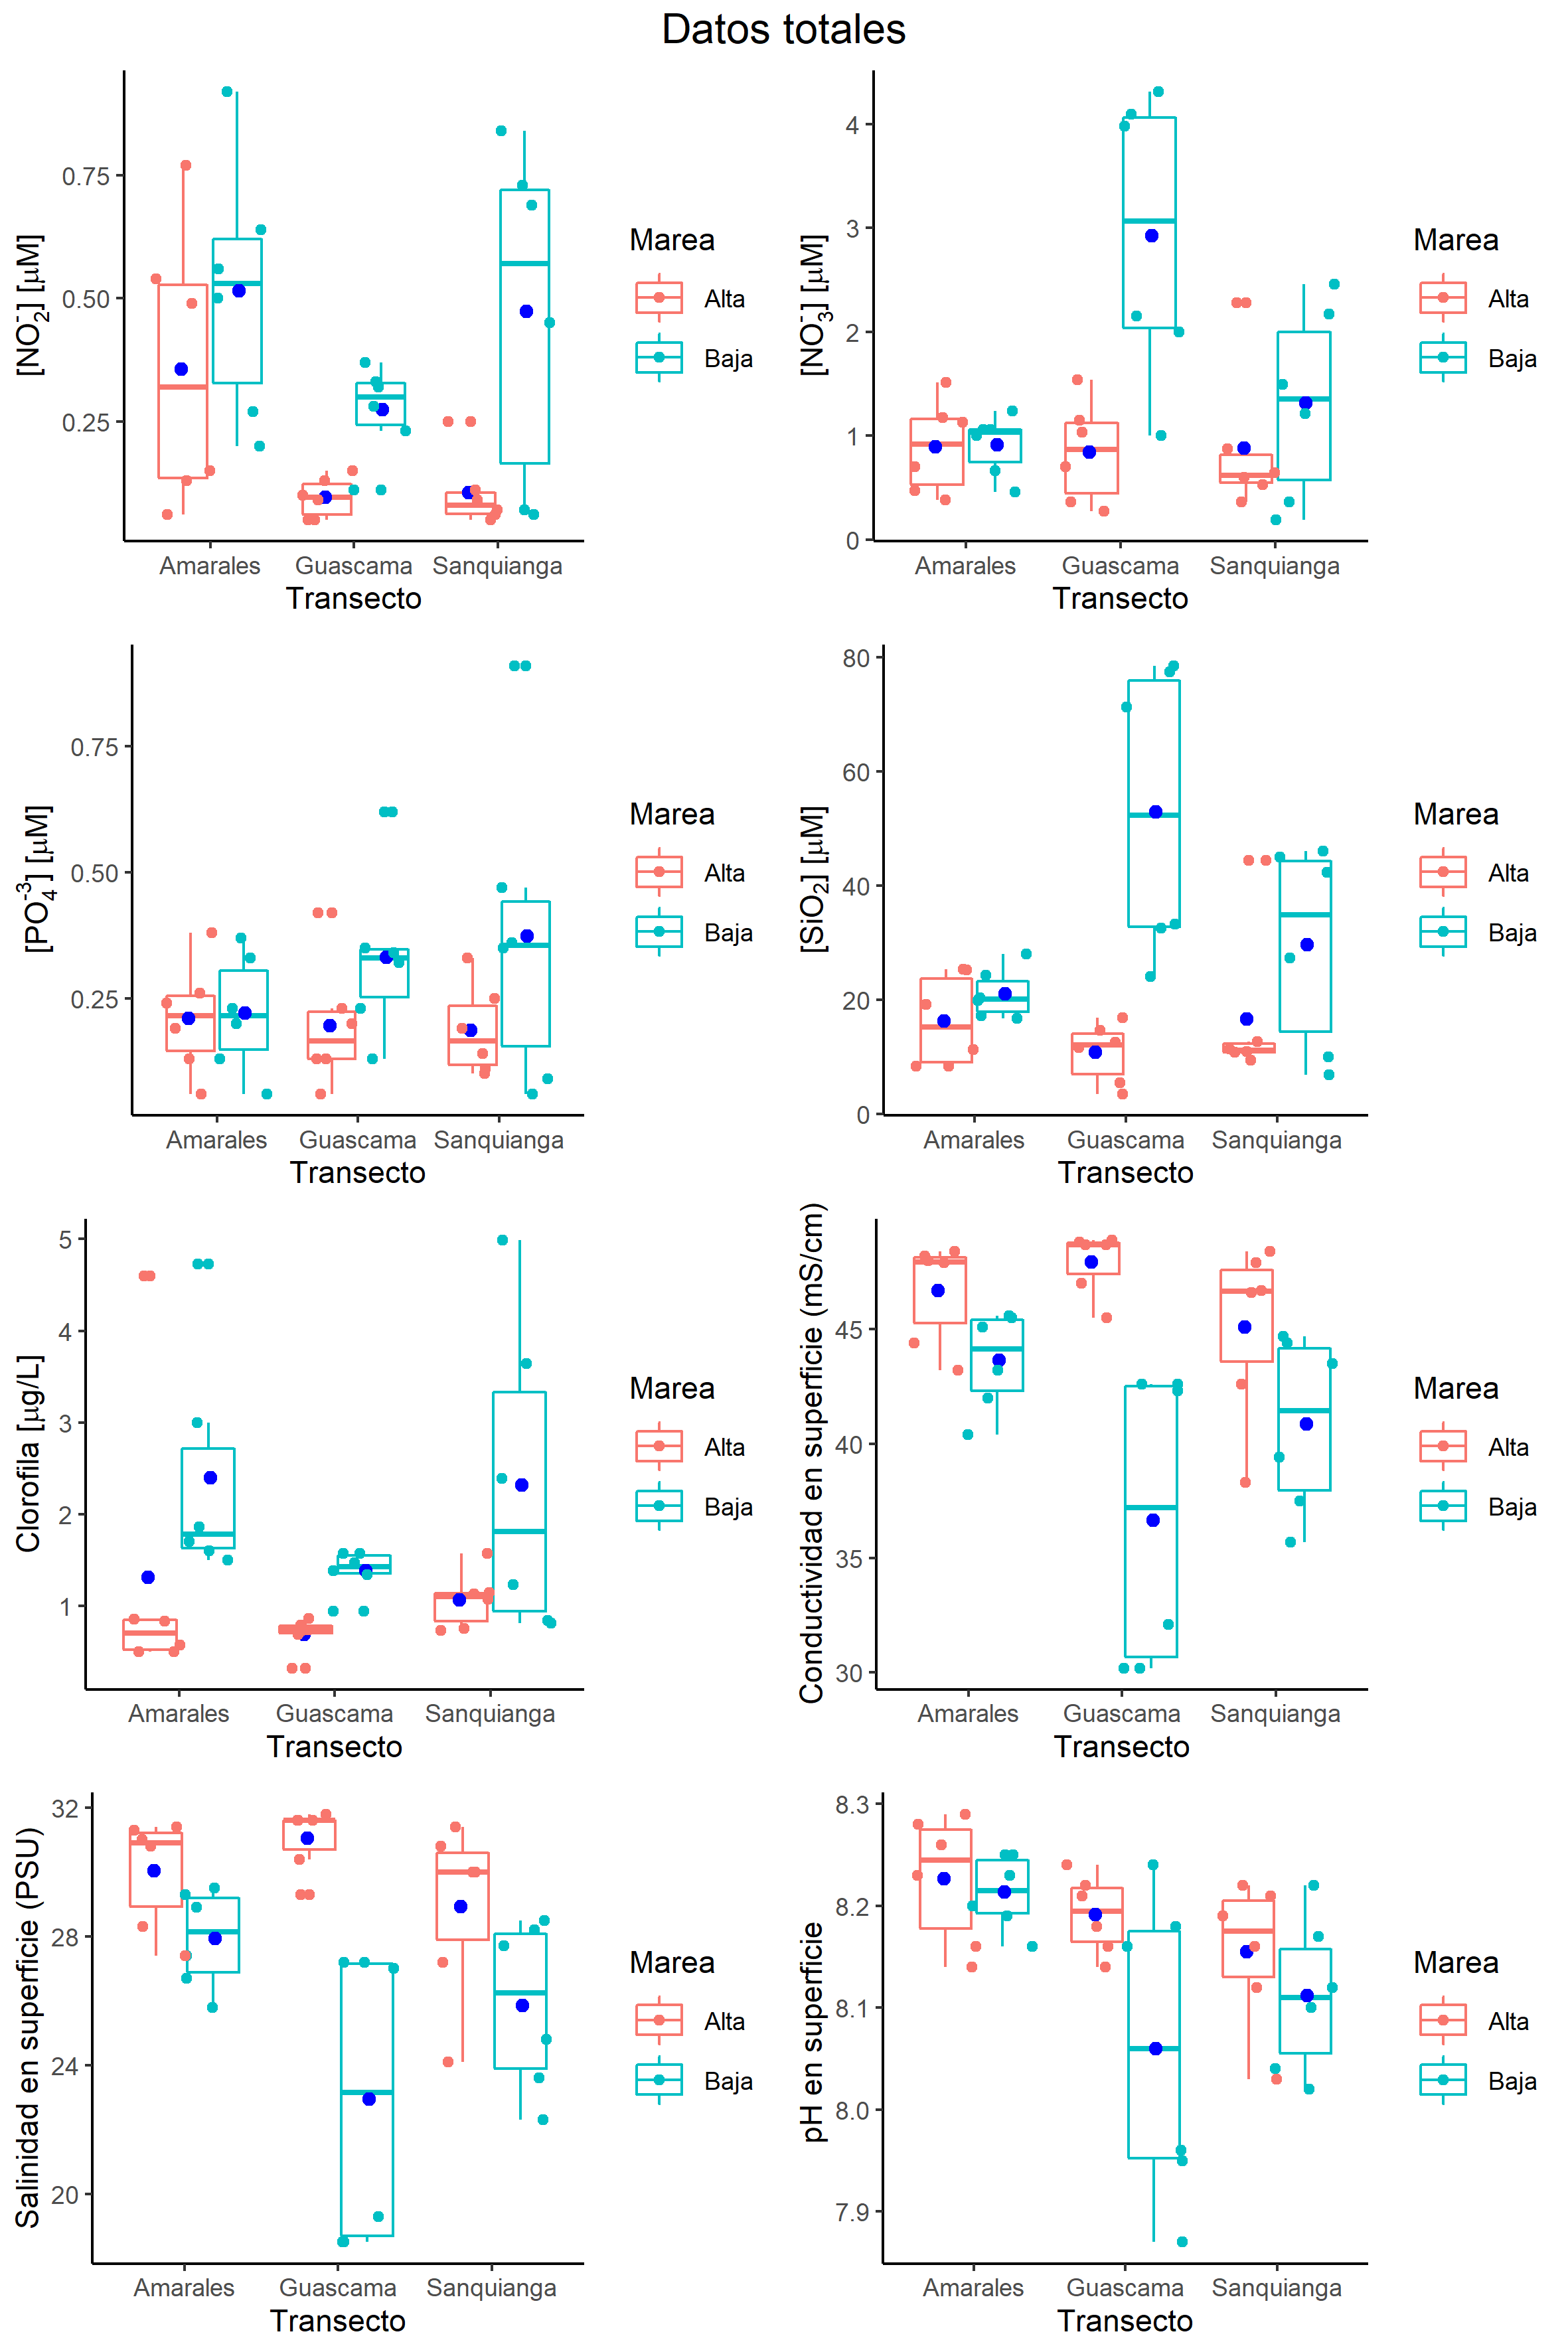 Datos totales
[NO₂⁻] [µM]
0.75
0.50
0.25
Amarales Guascama Sanquianga
Transecto
Marea
Alta
Baja
[NO₃⁻] [µM]
4
3
2
1
0
Amarales Guascama Sanquianga
Transecto
Marea
Alta
Baja
[PO₄⁻³] [µM]
0.75
0.50
0.25
Amarales Guascama Sanquianga
Transecto
Marea
Alta
Baja
[SiO₂] [µM]
80
60
40
20
0
Amarales Guascama Sanquianga
Transecto
Marea
Alta
Baja
Clorofila [µg/L]
5
4
3
2
1
Amarales Guascama Sanquianga
Transecto
Marea
Alta
Baja
Conductividad en superficie (mS/cm)
45
40
35
30
Amarales Guascama Sanquianga
Transecto
Marea
Alta
Baja
Salinidad en superficie (PSU)
32
28
24
20
Amarales Guascama Sanquianga
Transecto
Marea
Alta
Baja
pH en superficie
8.3
8.2
8.1
8.0
7.9
Amarales Guascama Sanquianga
Transecto
Marea
Alta
Baja